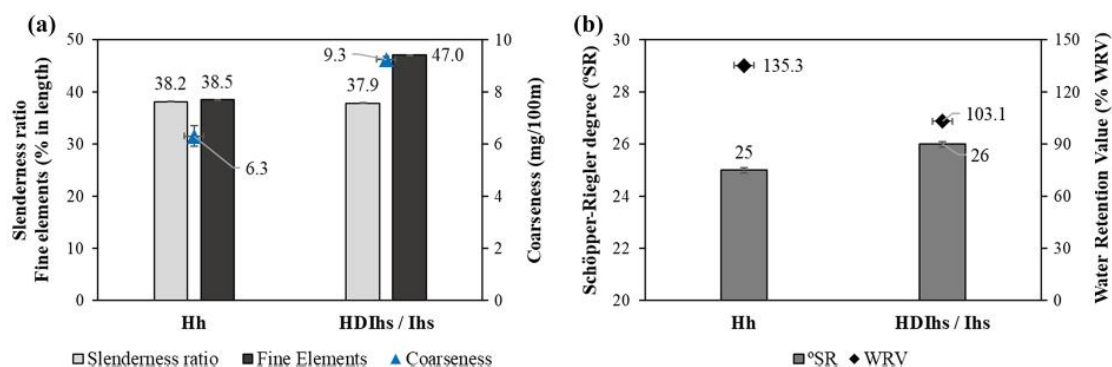 (a)
Slenderness ratio
Fine elements (% in length)
50
40
30
20
10
0
38.2
38.5
6.3
37.9
9.3
47.0
10
8
6
4
2
0
Coarseness (mg/100m)
Hh
HDIhs / Ihs
Slenderness ratio
Fine Elements
Coarseness
(b)
Schöpper-Riegler degree (ºSR)
30
28
26
24
22
20
25
135.3
103.1
26
150
120
90
60
30
0
Water Retention Value (% WRV)
Hh
HDIhs / Ihs
ºSR
WRV